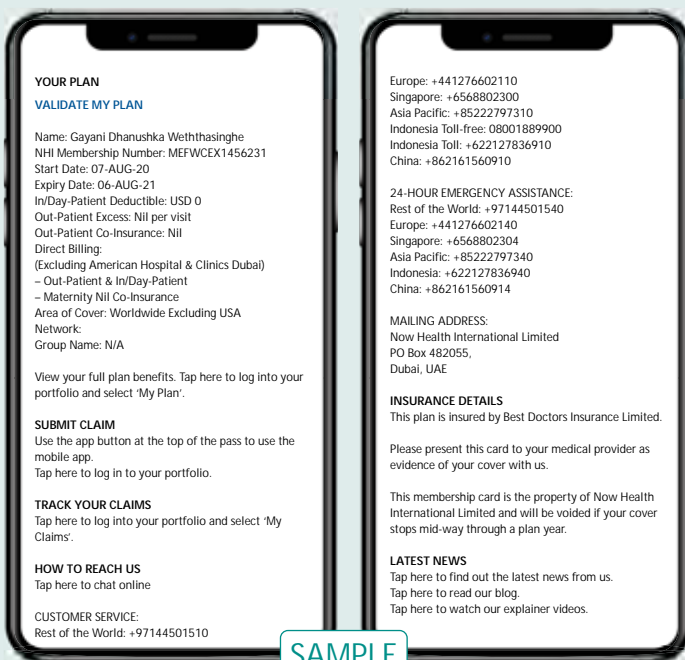 YOUR PLAN
VALIDATE MY PLAN
Name: Gayani Dhanushka Weththasinghe
NHI Membership Number: MEFWCEX1456231
Start Date: 07-AUG-20
Expiry Date: 06-AUG-21
In/Day-Patient Deductible: USD 0
Out-Patient Excess: Nil per visit
Out-Patient Co-Insurance: Nil
Direct Billing:
(Excluding American Hospital & Clinics Dubai)
– Out-Patient & In/Day-Patient
– Maternity Nil Co-Insurance
Area of Cover: Worldwide Excluding USA
Network:
Group Name: N/A
View your full plan benefits. Tap here to log into your
portfolio and select ‘My Plan’.
SUBMIT CLAIM
Use the app button at the top of the pass to use the
mobile app.
Tap here to log in to your portfolio.
TRACK YOUR CLAIMS
Tap here to log into your portfolio and select ‘My
Claims’.
HOW TO REACH US
Tap here to chat online
CUSTOMER SERVICE:
Rest of the World: +97144501510
Europe: +441276602110
Singapore: +6568802300
Asia Pacific: +85222797310
Indonesia Toll-free: 08001889900
Indonesia Toll: +622127836910
China: +862161560910
24-HOUR EMERGENCY ASSISTANCE:
Rest of the World: +97144501540
Europe: +441276602140
Singapore: +6568802304
Asia Pacific: +85222797340
Indonesia: +622127836940
China: +862161560914
MAILING ADDRESS:
Now Health International Limited
PO Box 482055,
Dubai, UAE
INSURANCE DETAILS
This plan is insured by Best Doctors Insurance Limited.
Please present this card to your medical provider as
evidence of your cover with us.
This membership card is the property of Now Health
International Limited and will be voided if your cover
stops mid-way through a plan year.
LATEST NEWS
Tap here to find out the latest news from us.
Tap here to read our blog.
Tap here to watch our explainer videos.
SAMPLE